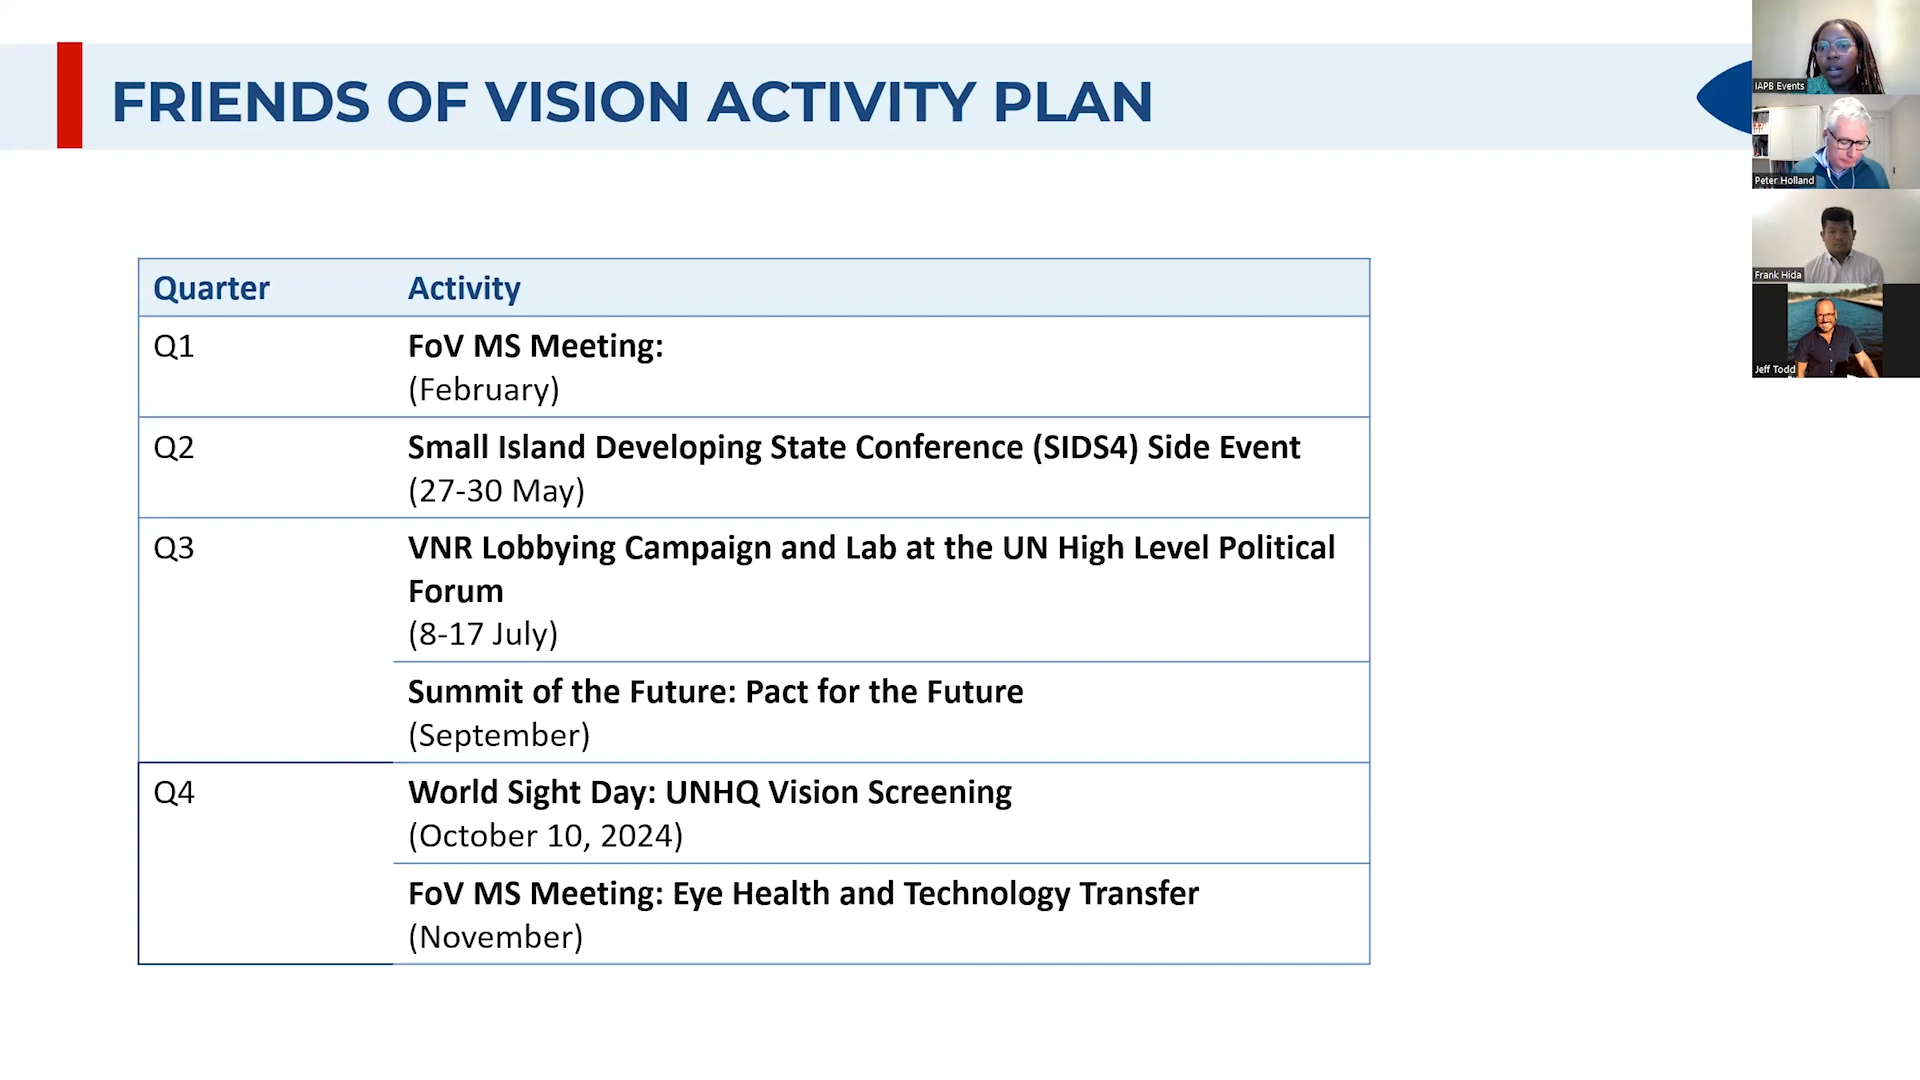 FRIENDS OF VISION ACTIVITY PLAN
Quarter Activity
Q1 FoV MS Meeting:
(February)
Q2 Small Island Developing State Conference (SIDS4) Side Event
(27-30 May)
Q3 VNR Lobbying Campaign and Lab at the UN High Level Political
Forum
(8-17 July)
Summit of the Future: Pact for the Future
(September)
Q4 World Sight Day: UNHQ Vision Screening
(October 10, 2024)
FoV MS Meeting: Eye Health and Technology Transfer
(November)
IAPB Events
Peter Holland
Frank Hida
Jeff Todd